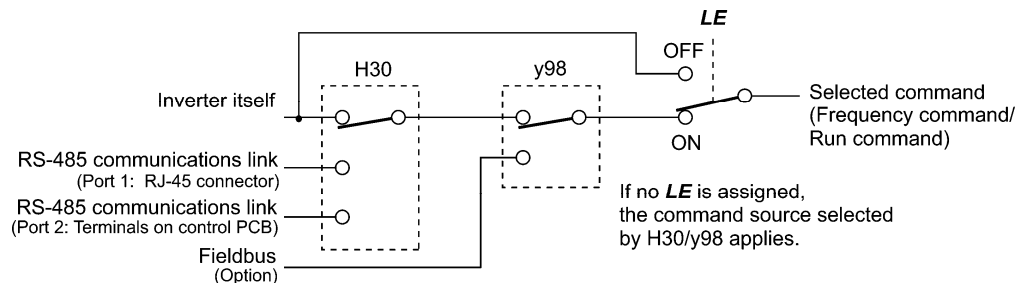 LE
OFF
H30
y98
Inverter itself
Selected command
(Frequency command/
Run command)
ON
RS-485 communications link
(Port 1: RJ-45 connector)
RS-485 communications link
(Port 2: Terminals on control PCB)
If no LE is assigned,
the command source selected
by H30/y98 applies.
Fieldbus
(Option)